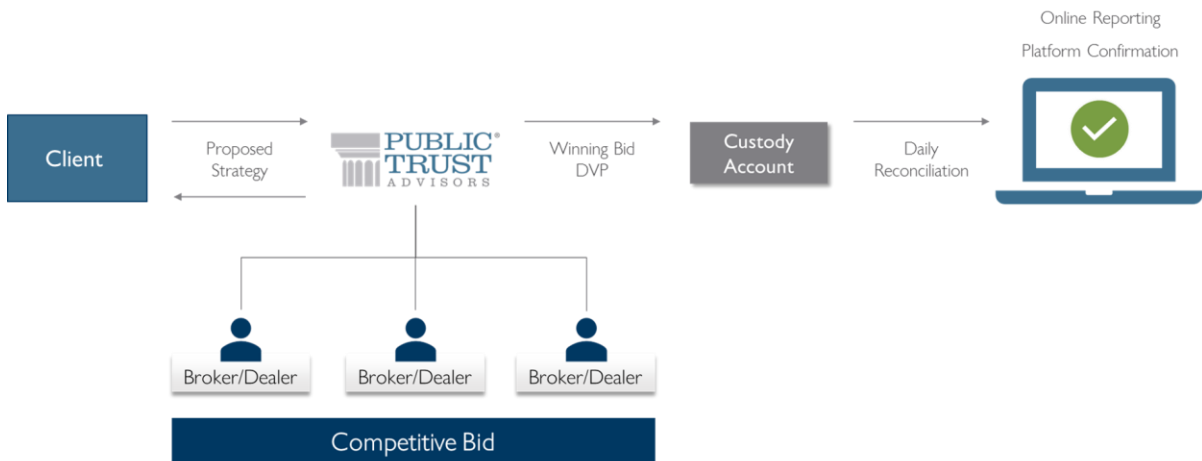 Online Reporting
Platform Confirmation
Client
Proposed
Strategy
PUBLIC®
TRUST
ADVISORS
Winning Bid
DVP
Custody
Account
Daily
Reconciliation
Broker/Dealer
Broker/Dealer
Broker/Dealer
Competitive Bid